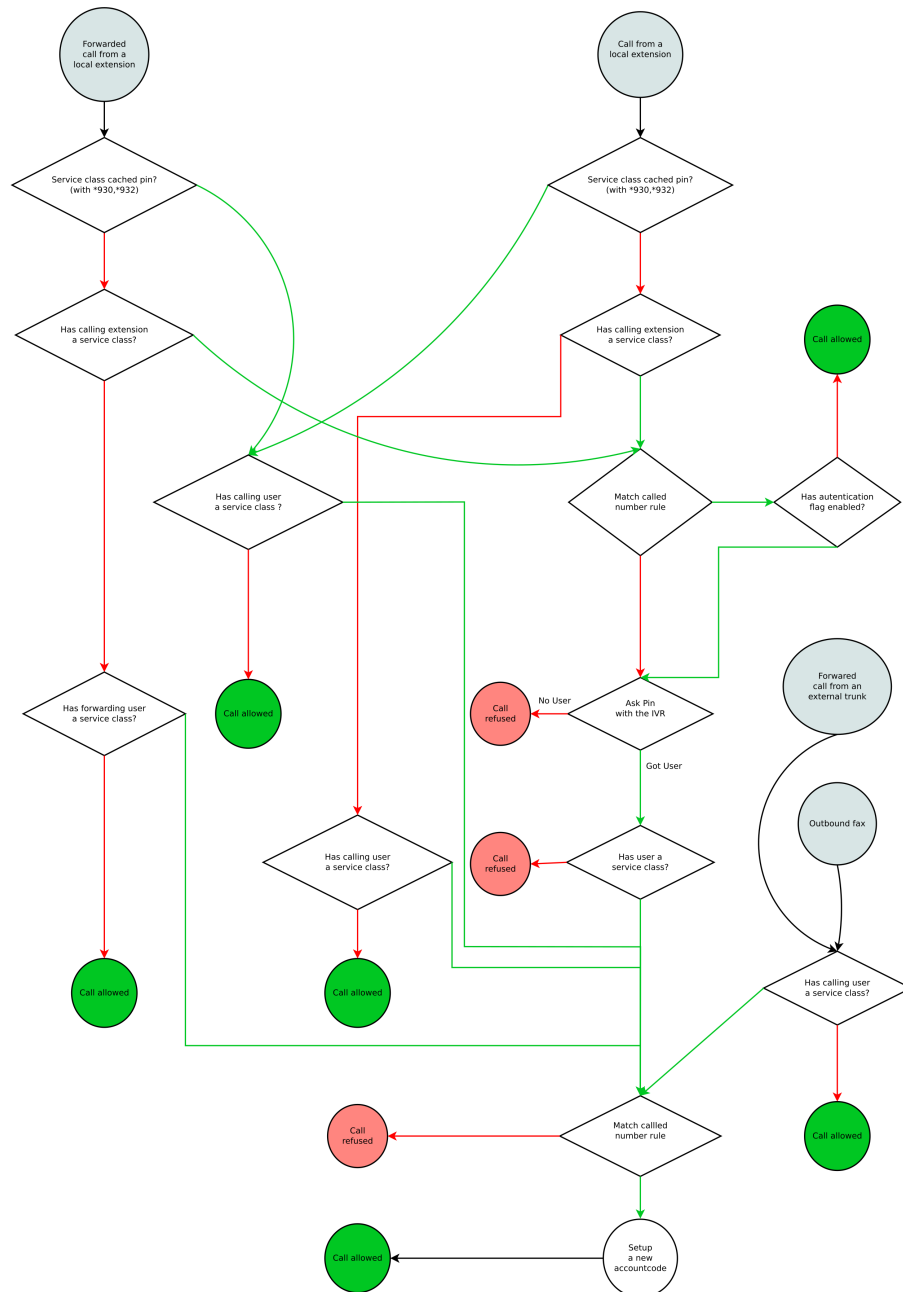 Forwarded
call from a
local extension
Call from a
local extension
Service class cached pin?
(with *930,*932)
Service class cached pin?
(with *930,*932)
Has calling extension
a service class?
Has calling extension
a service class?
Call allowed
Has calling user
a service class ?
Match called
number rule
Has autentication
flag enabled?
Forwared
call from an
external trunk
Has forwarding user
a service class?
Call allowed
Call
refused
No User
Ask Pin
with the IVR
Got User
Outbound fax
Has calling user
a service class?
Call
refused
Has user a
service class?
Call allowed
Call allowed
Has calling user
a service class?
Call
refused
Match callled
number rule
Call allowed
Call allowed
Setup
a new
accountcode